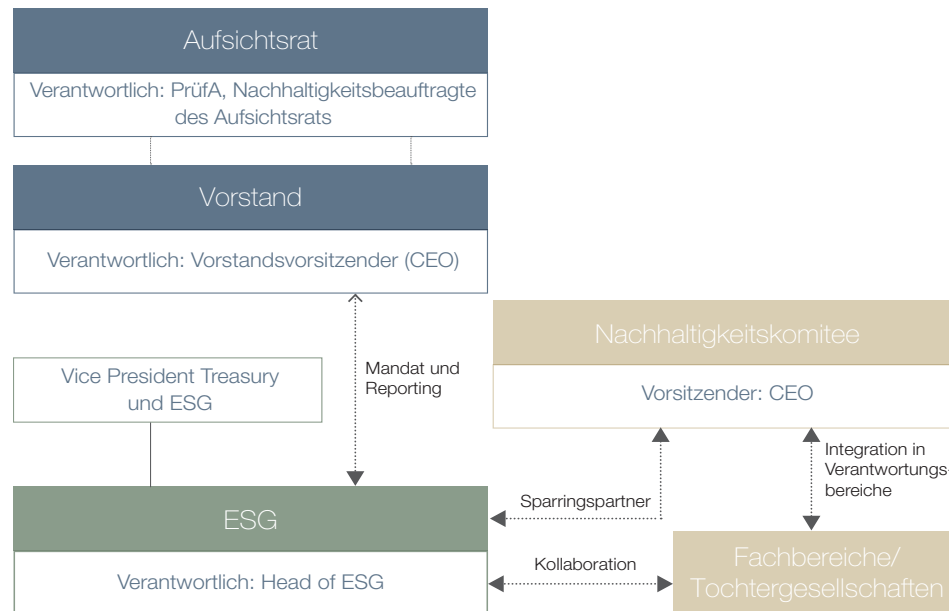 Aufsichtsrat
Verantwortlich: PrüfA, Nachhaltigkeitsbeauftragte
des Aufsichtsrats
Vorstand
Verantwortlich: Vorstandsvorsitzender (CEO)
Nachhaltigkeitskomitee
Vorsitzender: CEO
Mandat und
Reporting
Vice President Treasury
und ESG
Integration in
Verantwortungs-
bereiche
Sparringspartner
ESG
Verantwortlich: Head of ESG
Kollaboration
Fachbereiche/
Tochtergesellschaften